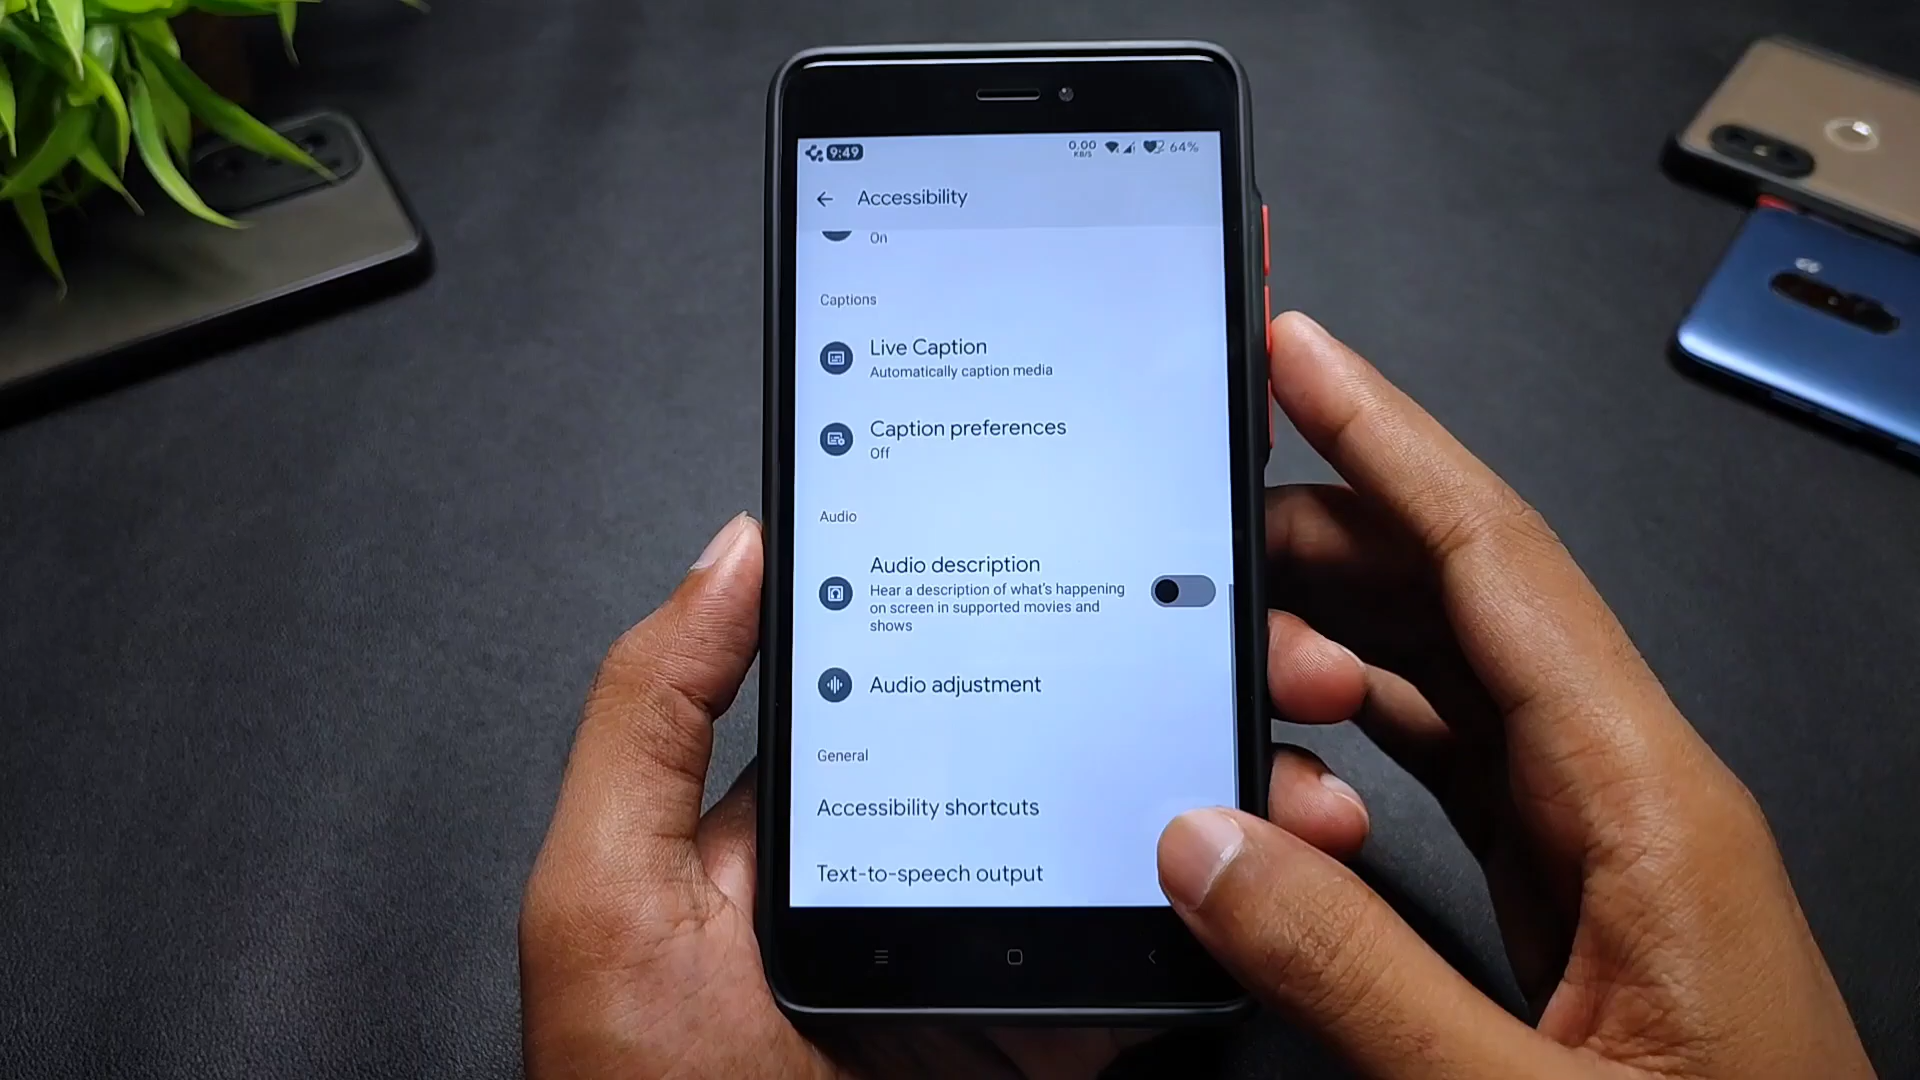 9:49
0.00
KB/S
64%
Accessibility
On
Captions
Live Caption
Automatically caption media
Caption preferences
Off
Audio
Audio description
Hear a description of what's happening
on screen in supported movies and
shows
Audio adjustment
General
Accessibility shortcuts
Text-to-speech output